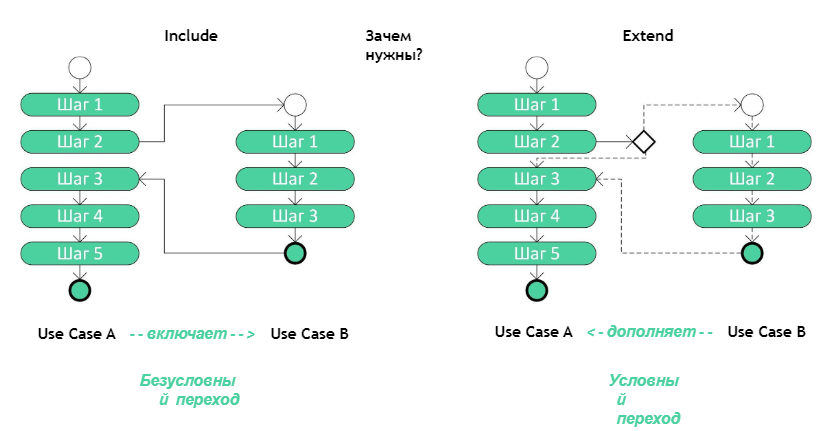 Include
Зачем
нужны?
Extend
Шаг 1
Шаг 2
Шаг 3
Шаг 4
Шаг 5
Шаг 1
Шаг 2
Шаг 3
Шаг 1
Шаг 2
Шаг 3
Шаг 4
Шаг 5
Шаг 1
Шаг 2
Шаг 3
Use Case A - - включает - - > Use Case B
Безусловны
й переход
Use Case A < - дополняет - - Use Case B
Условны
й
переход